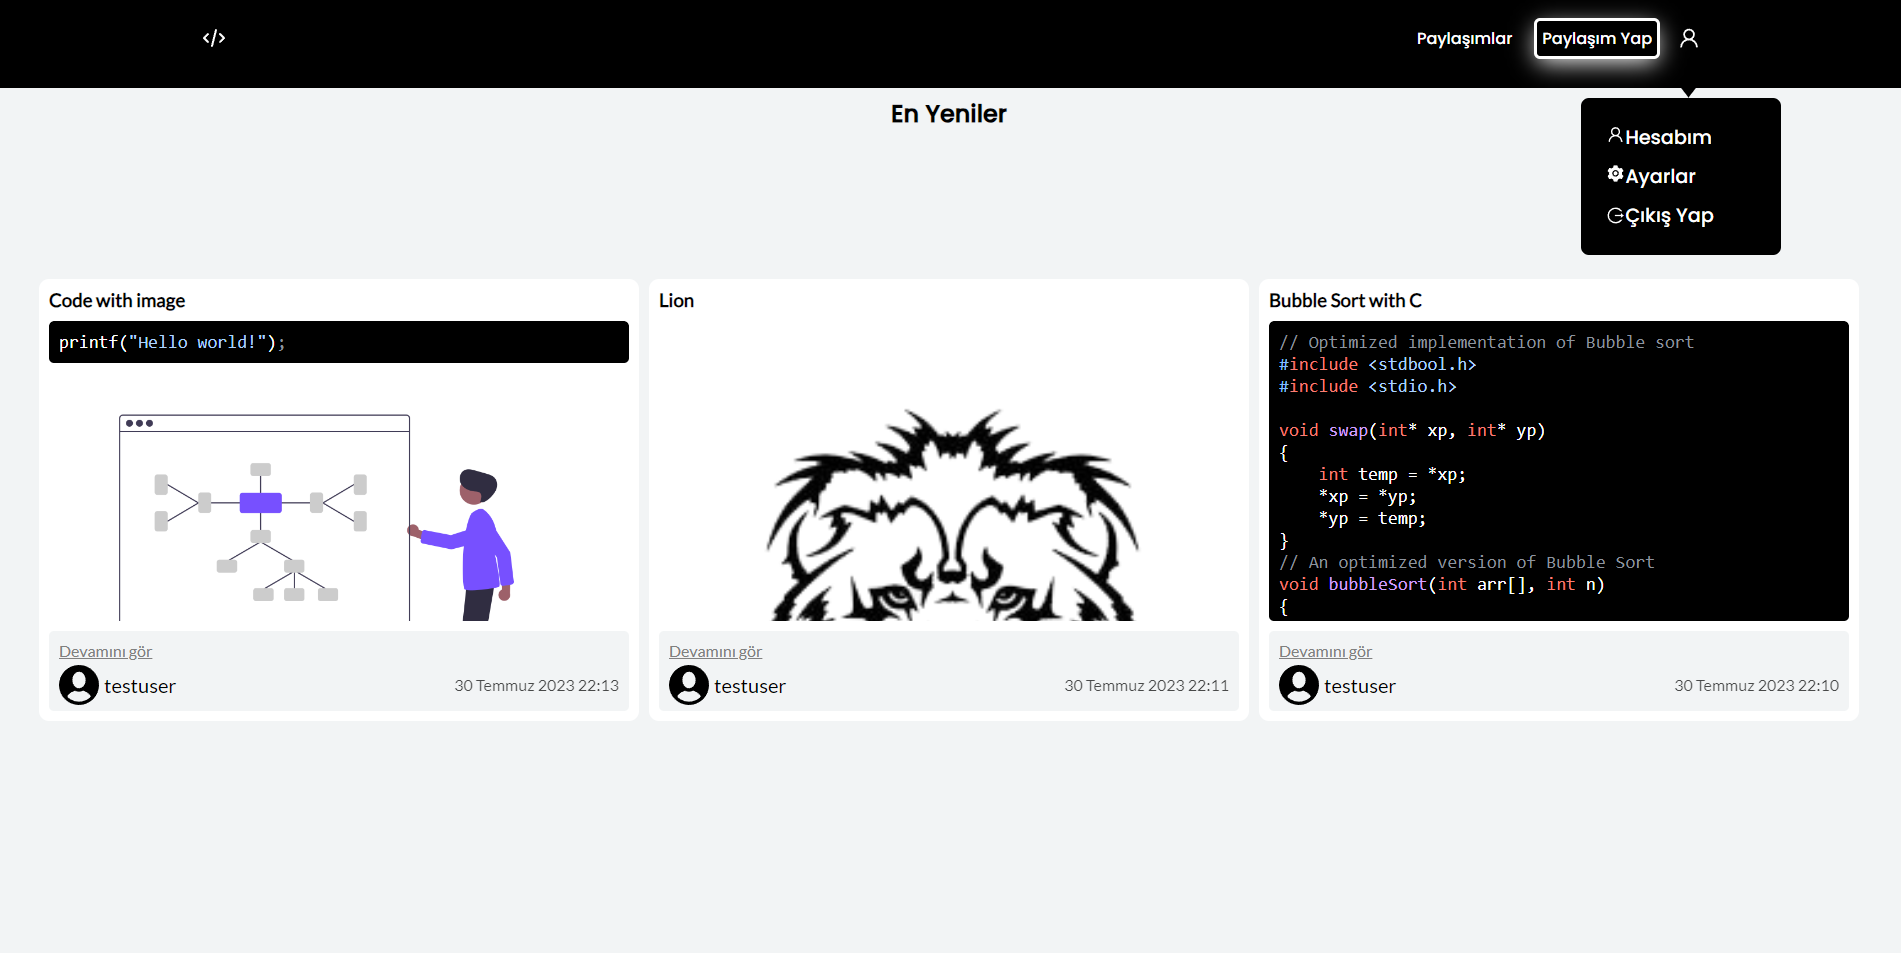 </>
Paylaşımlar
Paylaşım Yap
En Yeniler
Hesabım
Ayarlar
Çıkış Yap
Code with image
printf("Hello world!");
Devamını gör
testuser
30 Temmuz 2023 22:13
Lion
Devamını gör
testuser
30 Temmuz 2023 22:11
Bubble Sort with C
// Optimized implementation of Bubble sort
#include <stdbool.h>
#include <stdio.h>
void swap(int* xp, int* yp)
{
    int temp = *xp;
    *xp = *yp;
    *yp = temp;
}
// An optimized version of Bubble Sort
void bubbleSort(int arr[], int n)
{
Devamını gör
testuser
30 Temmuz 2023 22:10